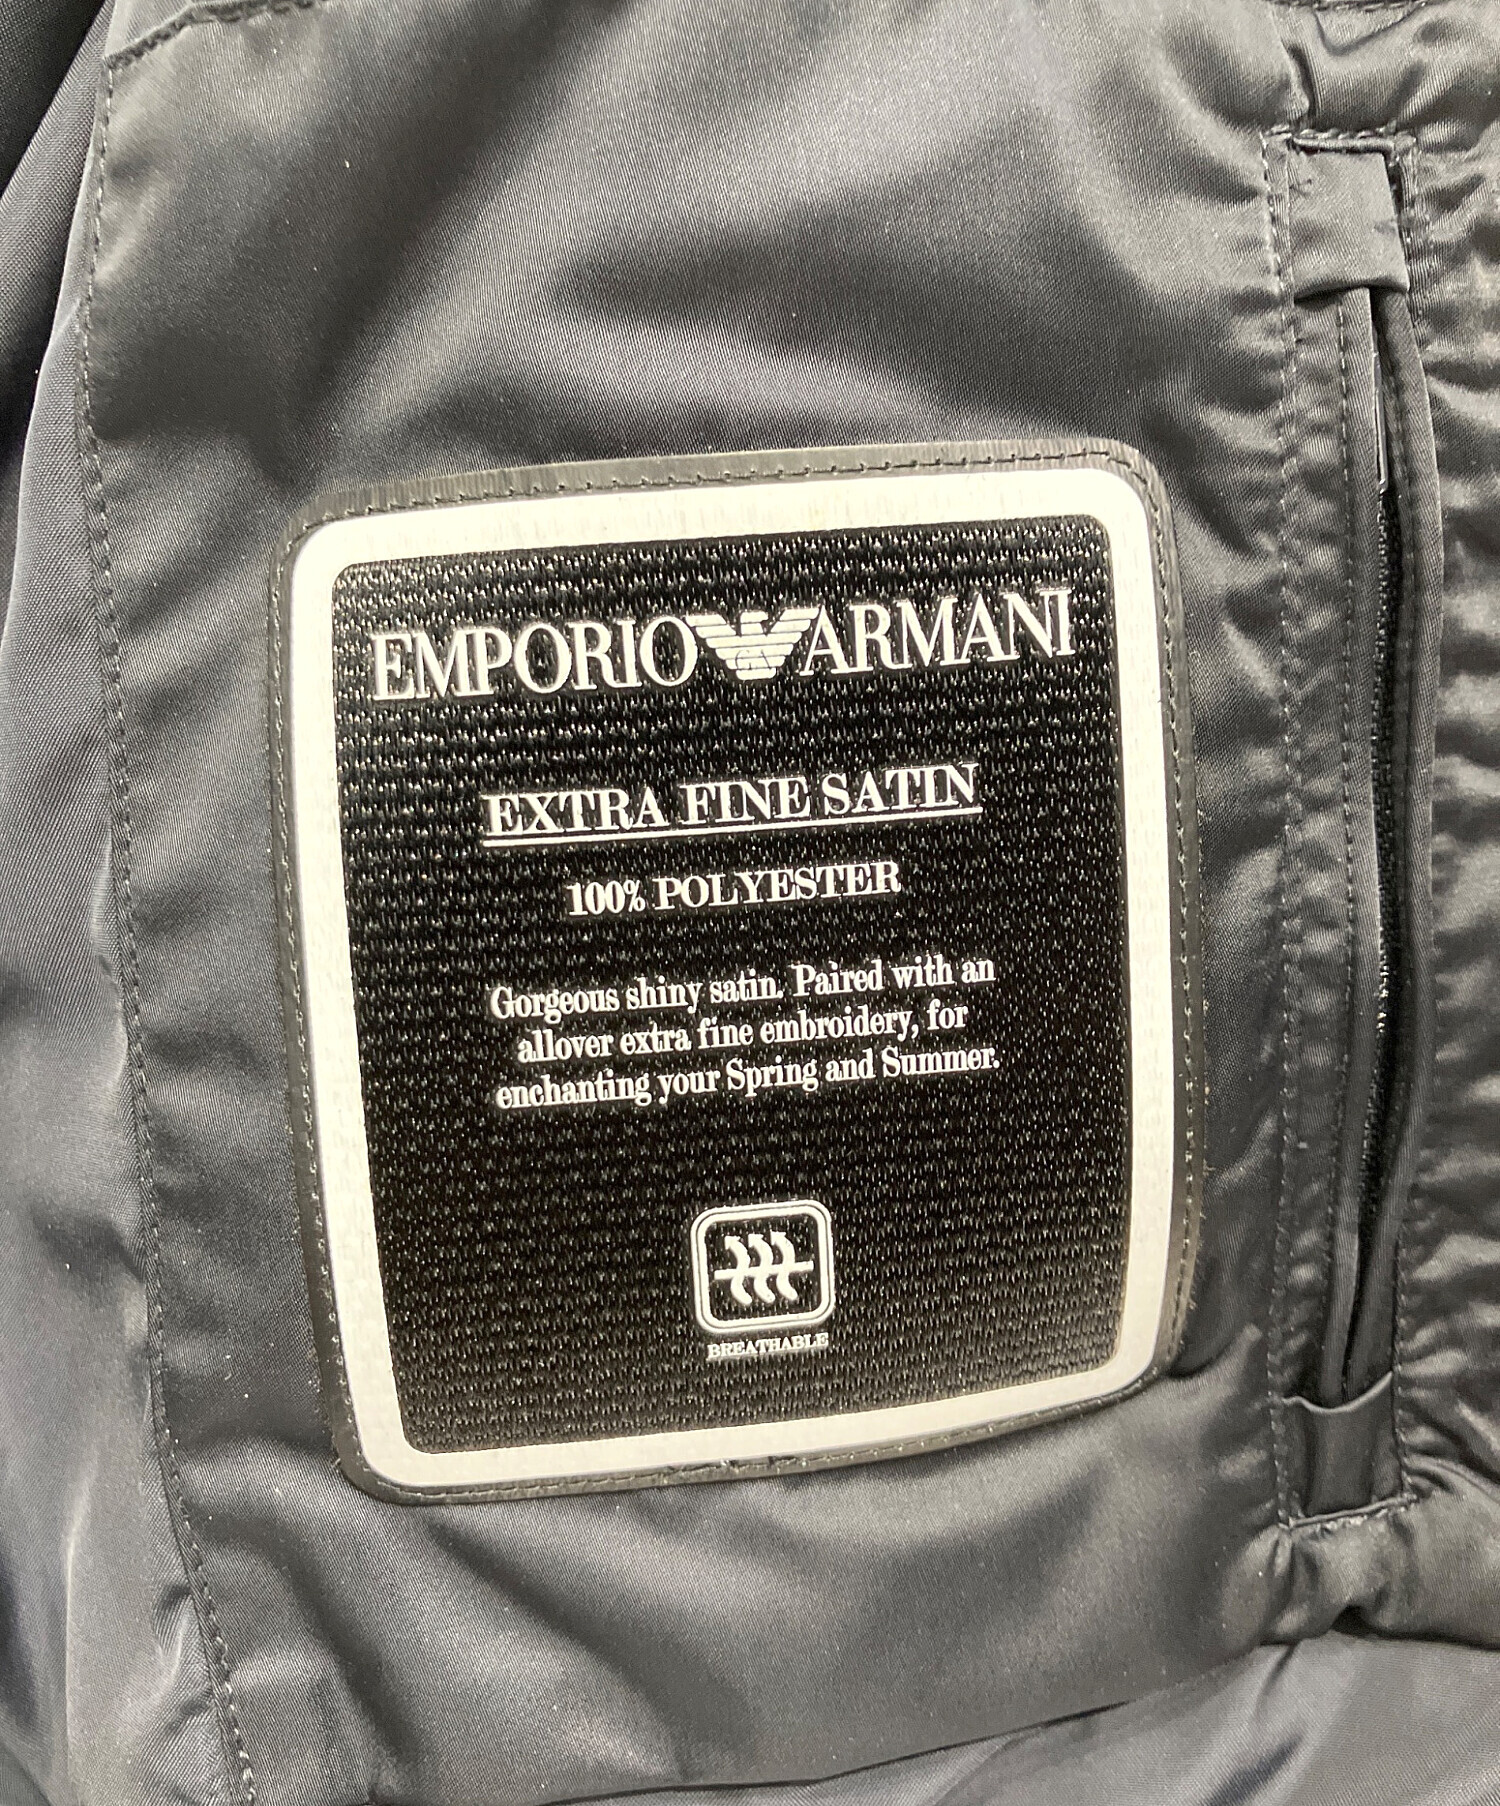 EMPORIO ARMANI
EXTRA FINE SATIN
100% POLYESTER
Gorgeous shiny satin. Paired with an
allover extra fine embroidery, for
enchanting your Spring and Summer.
BREATHABLE